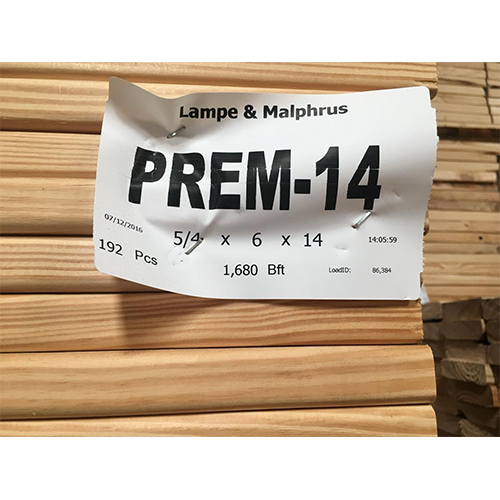 Lampe & Malphrus
PREM-14
07/12/2016
5/4 x 6 x 14
14:05:59
192 Pcs
1,680 Bft
LoadID: 86,384